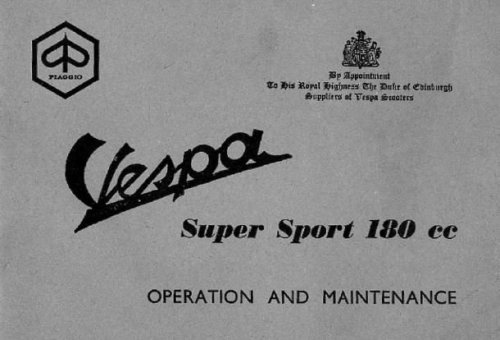 PIAGGIO
By Appointment
To His Royal Highness The Duke of Edinburgh
Suppliers of Vespa Scooters
Vespa
Super Sport 180 cc
OPERATION AND MAINTENANCE